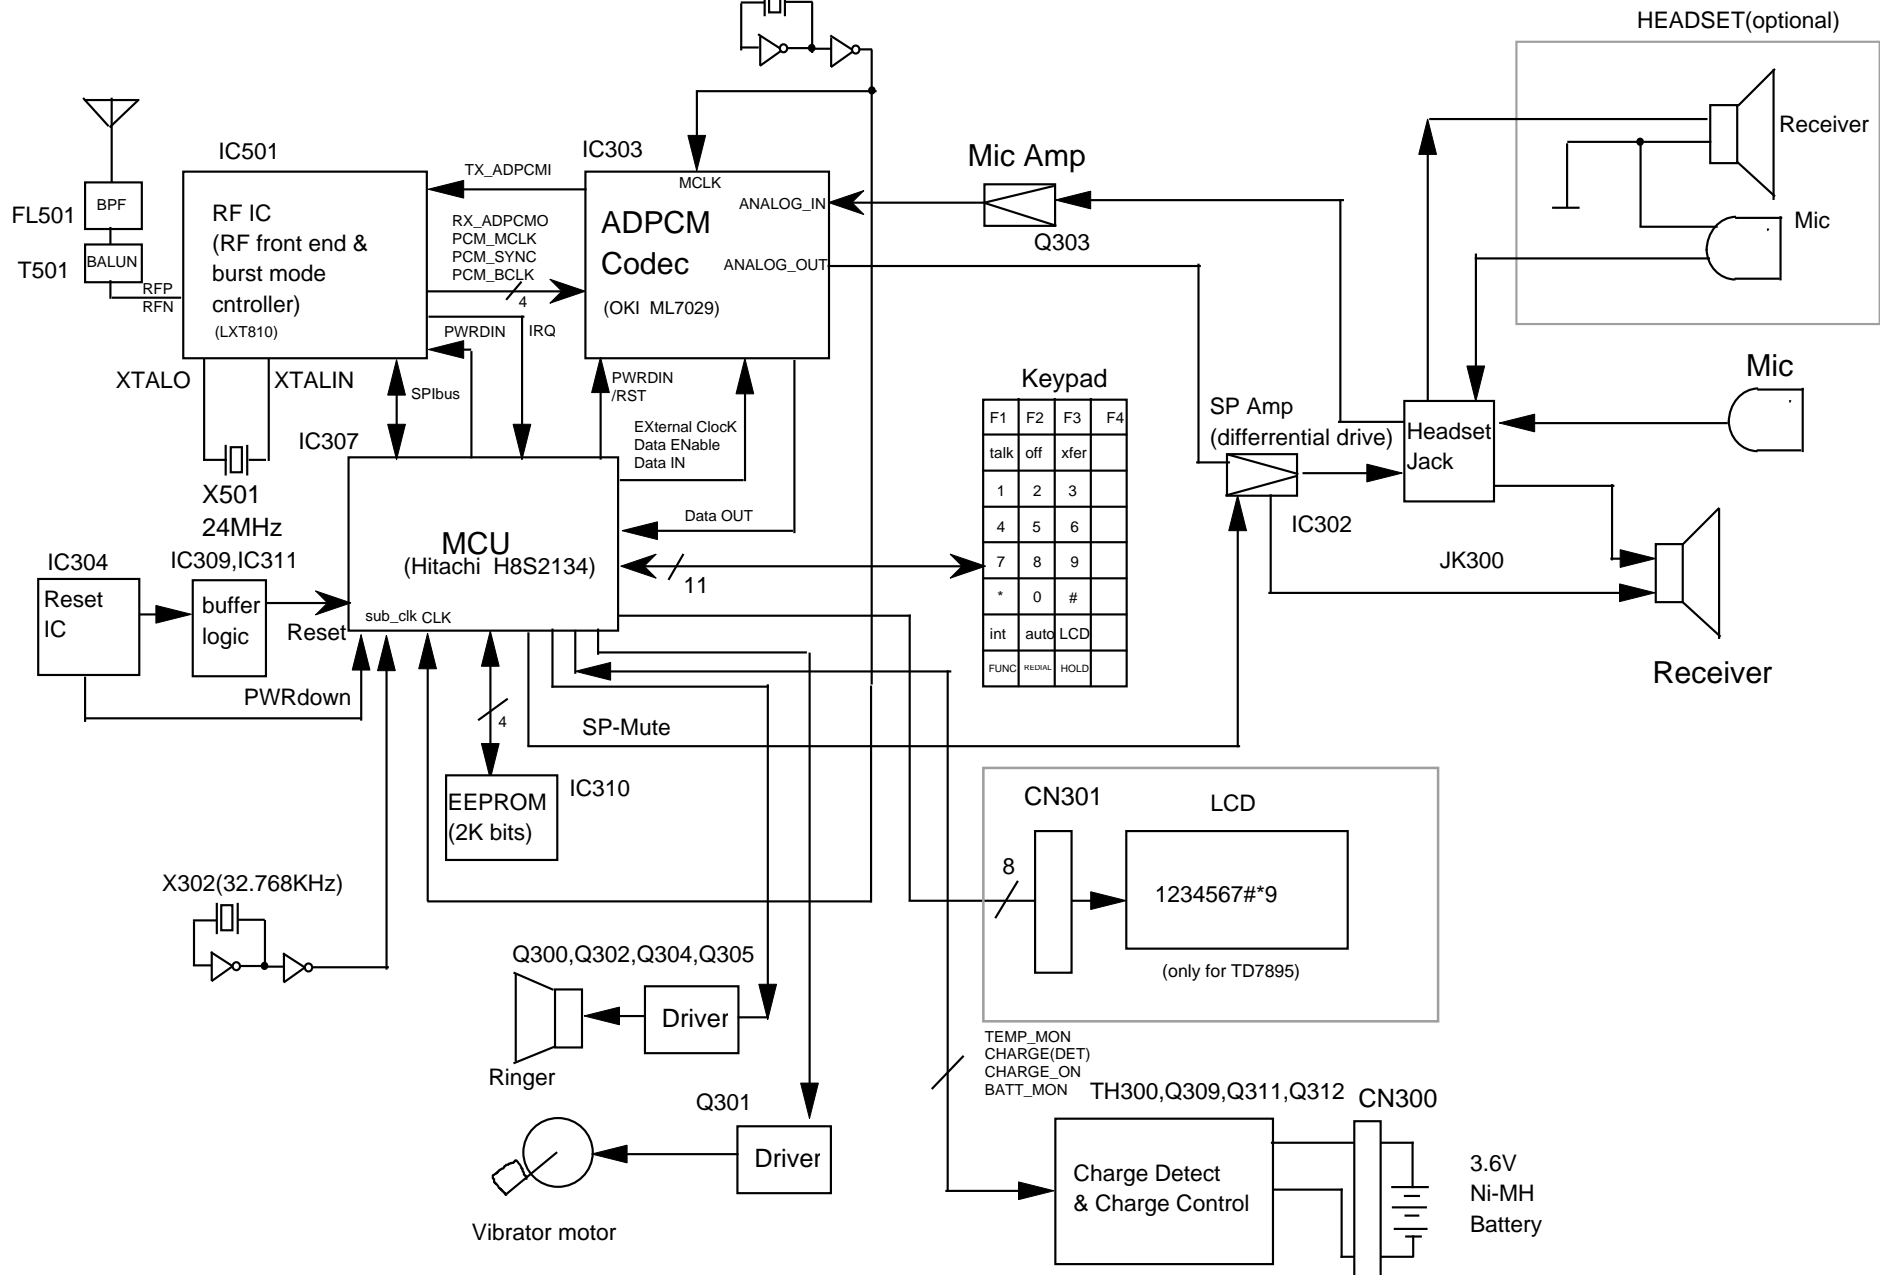 HEADSET(optional)
Receiver
Mic
IC501
RF IC
(RF front end &
burst mode
cntroller)
(LXT810)
FL501
BPF
T501
BALUN
RFP
RFN
XTALO
XTALIN
X501
24MHz
TX_ADPCMI
RX_ADPCMO
PCM_MCLK
PCM_SYNC
PCM_BCLK
4
PWRDIN
IRQ
SPIbus
IC303
MCLK
ADPCM
Codec
(OKI ML7029)
ANALOG_IN
ANALOG_OUT
Mic Amp
Q303
PWRDIN
/RST
EXternal ClocK
Data ENable
Data IN
Data OUT
IC307
MCU
(Hitachi H8S2134)
sub_clk CLK
11
Keypad
F1 F2 F3 F4
talk off xfer
1 2 3
4 5 6
7 8 9
* 0 #
int auto LCD
FUNC REDIAL HOLD
SP Amp
(differrential drive)
IC302
Headset
Jack
JK300
Mic
Receiver
IC304
Reset
IC
IC309,IC311
buffer
logic
Reset
PWRdown
SP-Mute
4
EEPROM
(2K bits)
IC310
X302(32.768KHz)
CN301
LCD
8
1234567#*9
(only for TD7895)
Q300,Q302,Q304,Q305
Driver
Ringer
Q301
Driver
Vibrator motor
TEMP_MON
CHARGE(DET)
CHARGE_ON
BATT_MON
TH300,Q309,Q311,Q312
CN300
Charge Detect
& Charge Control
3.6V
Ni-MH
Battery